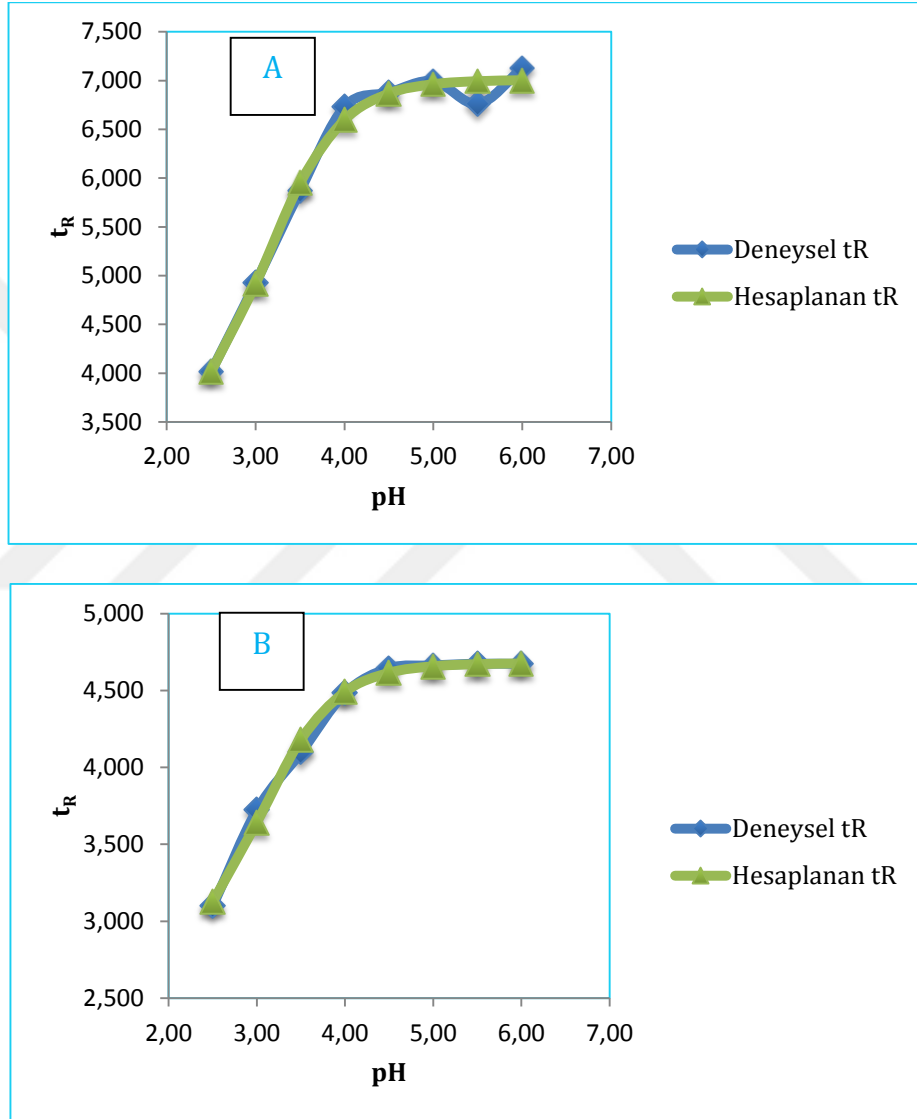 A
7,500
7,000
6,500
6,000
5,500
5,000
4,500
4,000
3,500
tR
2,00 3,00 4,00 5,00 6,00 7,00
pH
Deneysel tR
Hesaplanan tR
B
5,000
4,500
4,000
3,500
3,000
2,500
tR
2,00 3,00 4,00 5,00 6,00 7,00
pH
Deneysel tR
Hesaplanan tR